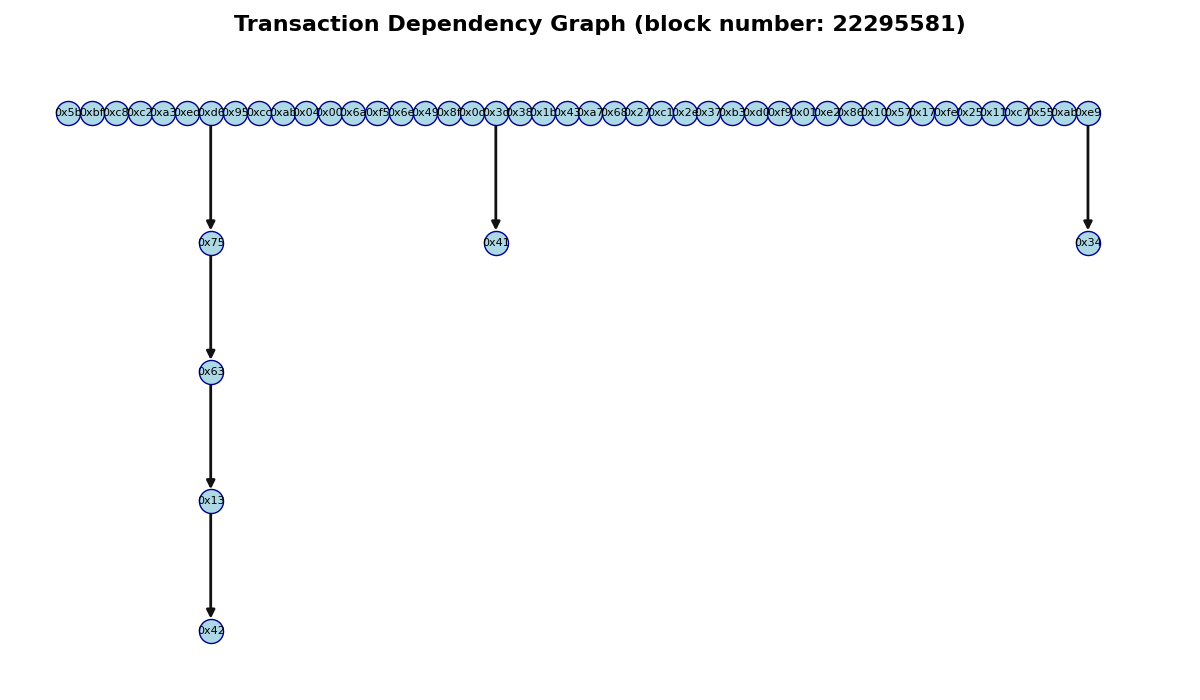 Transaction Dependency Graph (block number: 22295581)
0x5b 0xbf 0xc8 0xc2 0xa3 0xed 0xd6 0x95 0xcc 0xab 0x04 0x00 0x6a 0xf5 0x6e 0x49 0x8f 0x0c 0x3d 0x38 0x1b 0x43 0xa7 0x68 0x27 0xc1 0x2e 0x37 0xb3 0xd0 0xf9 0x01 0xe2 0x86 0x10 0x57 0x17 0xfe 0x25 0x11 0xc7 0x55 0xab 0xe9
0x75 0x41 0x34
0x63
0x13
0x42